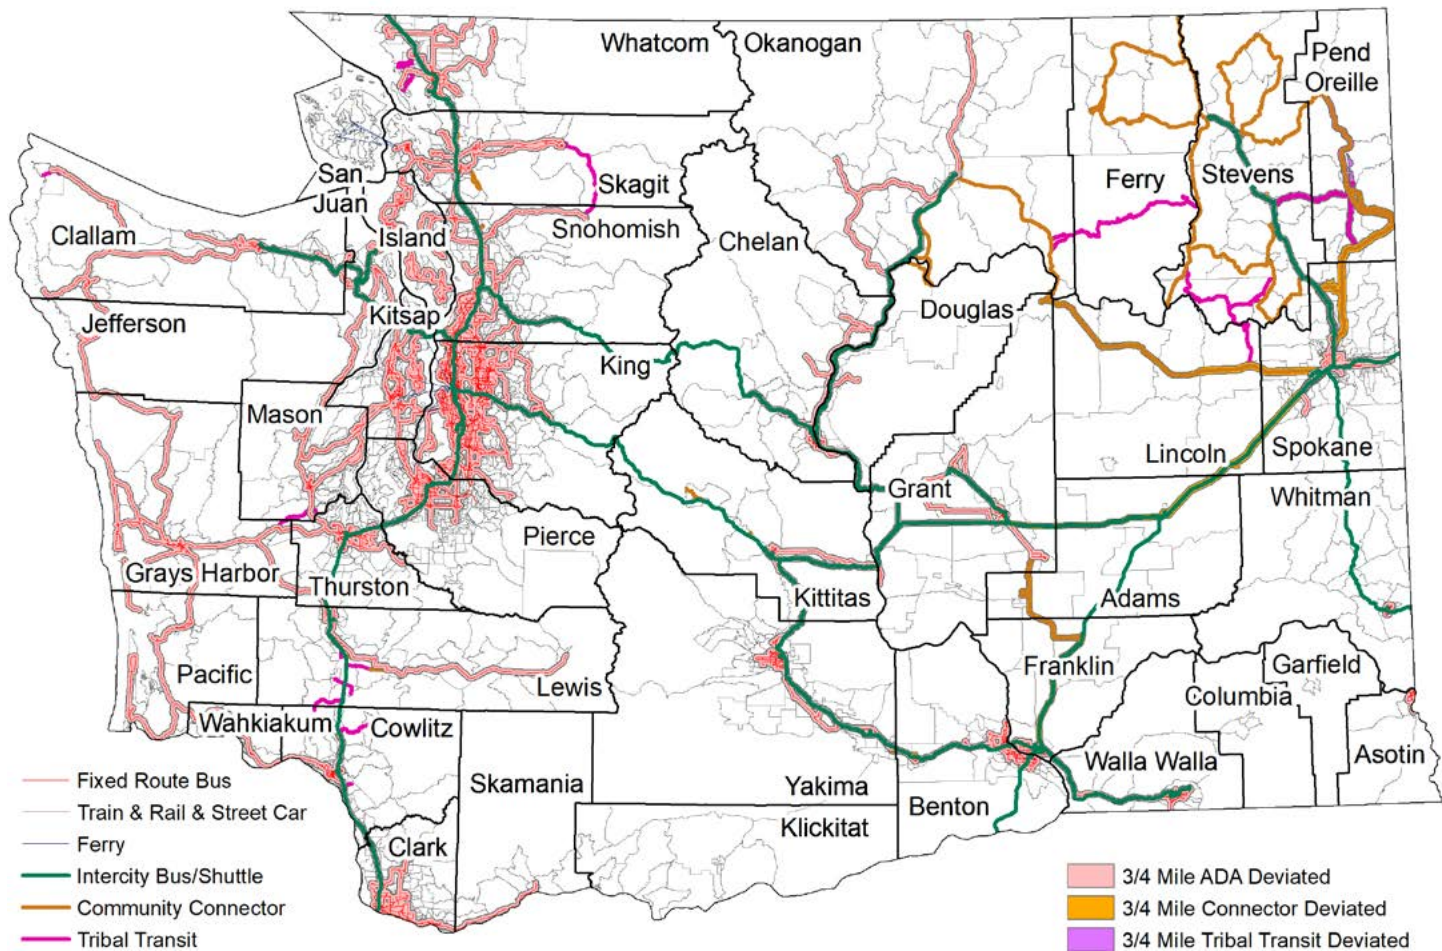 Whatcom
Okanogan
Pend
Oreille
San
Juan
Skagit
Ferry
Stevens
Clallam
Island
Snohomish
Chelan
Jefferson
Kitsap
Douglas
King
Mason
Lincoln
Spokane
Grant
Whitman
Pierce
Grays Harbor
Thurston
Kittitas
Adams
Pacific
Lewis
Franklin
Garfield
Columbia
Wahkiakum
Cowlitz
Asotin
Skamania
Yakima
Walla Walla
Benton
Klickitat
Clark
Fixed Route Bus
Train & Rail & Street Car
Ferry
Intercity Bus/Shuttle
Community Connector
Tribal Transit
3/4 Mile ADA Deviated
3/4 Mile Connector Deviated
3/4 Mile Tribal Transit Deviated